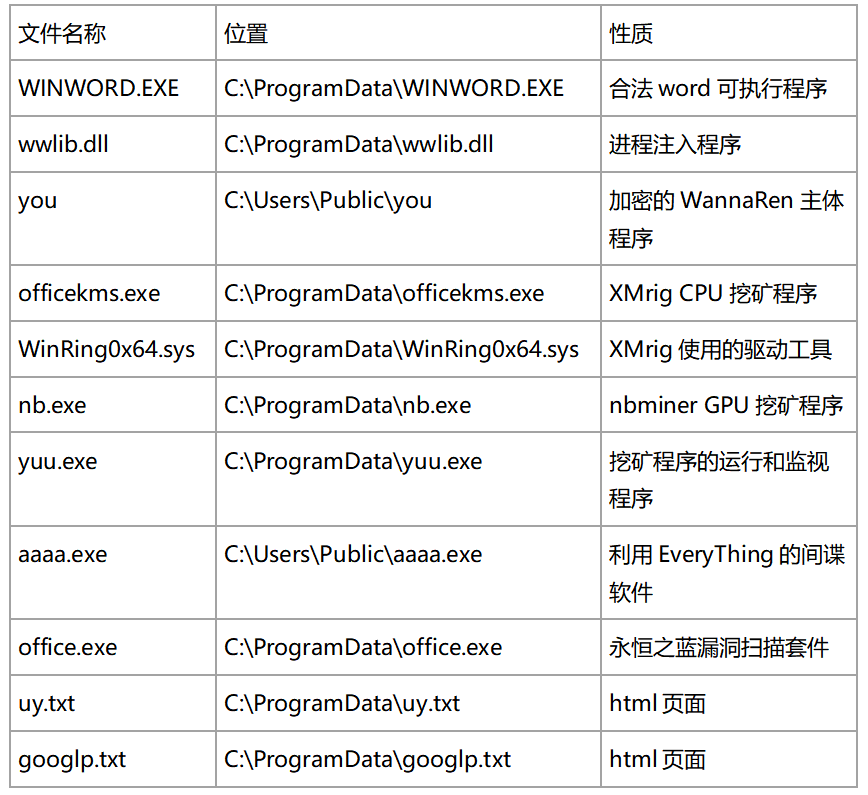 文件名称 位置 性质
WINWORD.EXE C:\ProgramData\WINWORD.EXE 合法 word 可执行程序
wwlib.dll C:\ProgramData\wwlib.dll 进程注入程序
you C:\Users\Public\you 加密的 WannaRen 主体
程序
officekms.exe C:\ProgramData\officekms.exe XMrig CPU 挖矿程序
WinRing0x64.sys C:\ProgramData\WinRing0x64.sys XMrig 使用的驱动工具
nb.exe C:\ProgramData\nb.exe nbminer GPU 挖矿程序
yuu.exe C:\ProgramData\yuu.exe 挖矿程序的运行和监视
程序
aaaa.exe C:\Users\Public\aaaa.exe 利用 EveryThing 的间谍
软件
office.exe C:\ProgramData\office.exe 永恒之蓝漏洞扫描套件
uy.txt C:\ProgramData\uy.txt html 页面
googlp.txt C:\ProgramData\googlp.txt html 页面